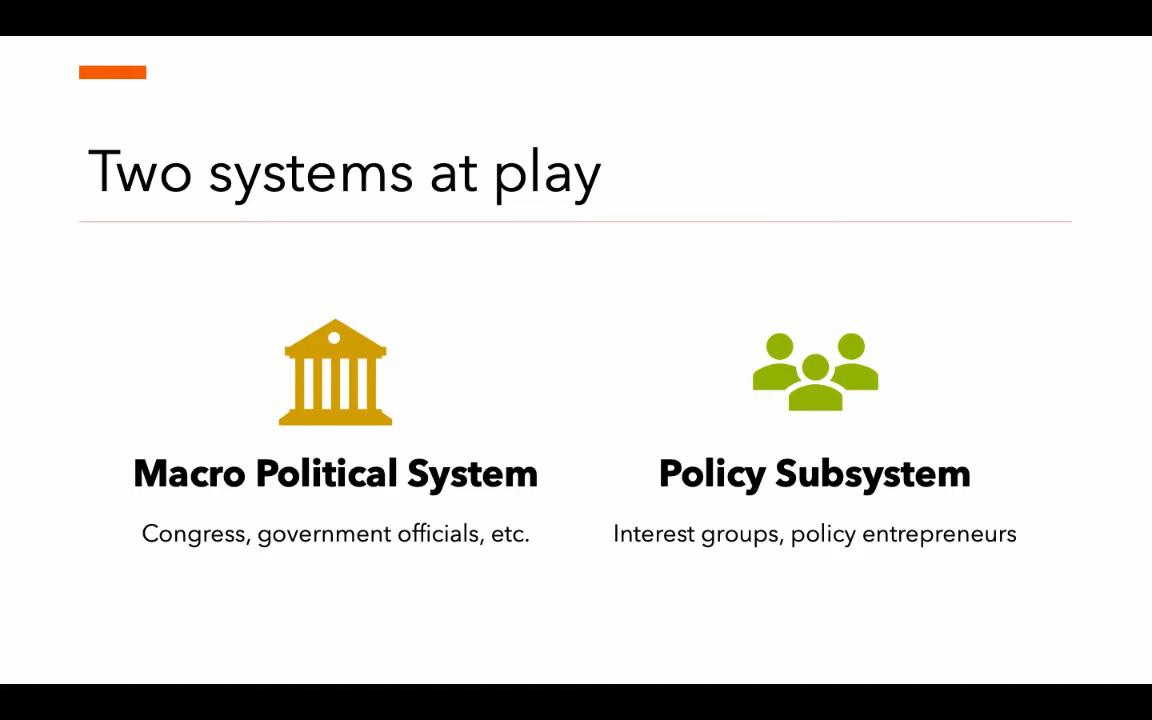 Two systems at play
Macro Political System
Congress, government officials, etc.
Policy Subsystem
Interest groups, policy entrepreneurs